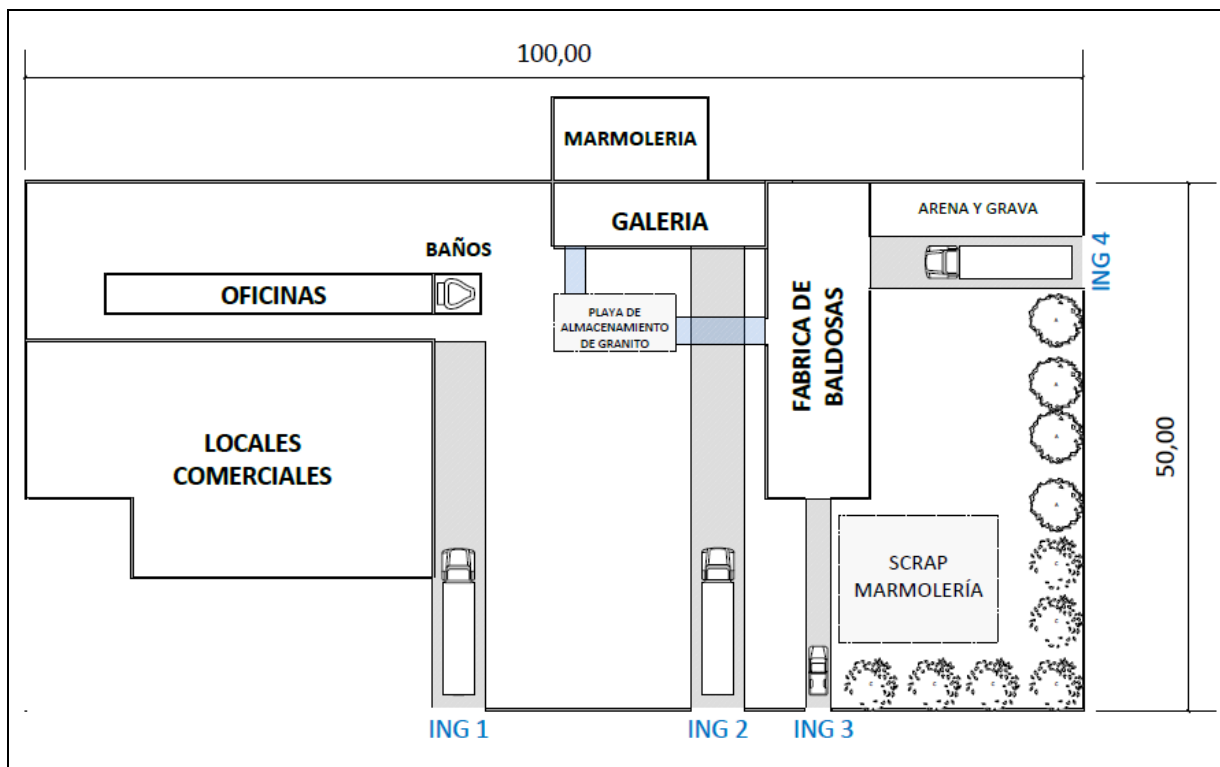 100,00
MARMOLERIA
GALERIA
ARENA Y GRAVA
ING 4
BAÑOS
OFICINAS
PLAYA DE
ALMACENAMIENTO
DE GRANITO
FABRICA DE
BALDOSAS
50,00
LOCALES
COMERCIALES
SCRAP
MARMOLERÍA
ING 1
ING 2
ING 3